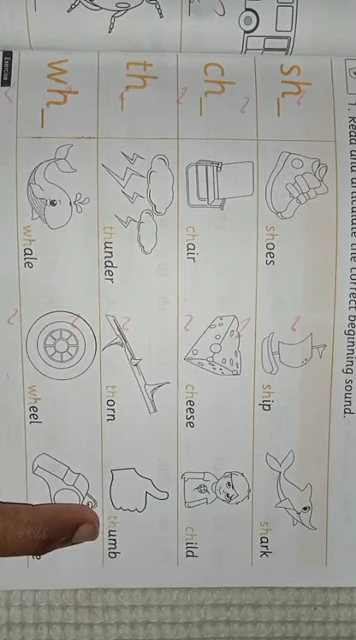 1. Read and articulate the correct beginning sound.
sh_ shoes ship shark
ch_ chair cheese child
th_ thunder thorn thumb
wh_ whale wheel
Exercise